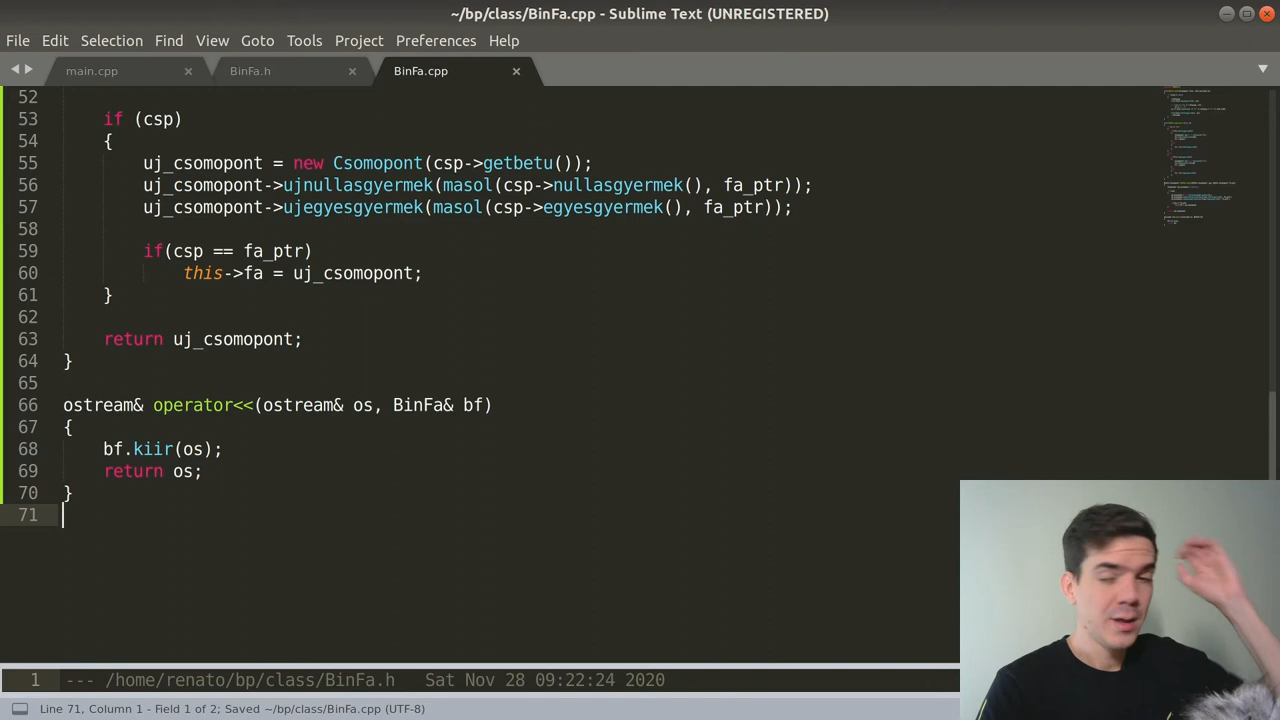 ~/bp/class/BinFa.cpp - Sublime Text (UNREGISTERED)
File Edit Selection Find View Goto Tools Project Preferences Help
main.cpp × BinFa.h × BinFa.cpp ×
52
53 if (csp)
54 {
55 uj_csomopont = new Csomopont(csp->getbetu());
56 uj_csomopont->ujnullasgyermek(masol(csp->nullasgyermek(), fa_ptr));
57 uj_csomopont->ujegyesgyermek(masol(csp->egyesgyermek(), fa_ptr));
58
59 if(csp == fa_ptr)
60 this->fa = uj_csomopont;
61 }
62
63 return uj_csomopont;
64 }
65
66 ostream& operator<<(ostream& os, BinFa& bf)
67 {
68 bf.kiir(os);
69 return os;
70 }
71
1 --- /home/renato/bp/class/BinFa.h Sat Nov 28 09:22:24 2020
Line 71, Column 1 - Field 1 of 2; Saved ~/bp/class/BinFa.cpp (UTF-8)